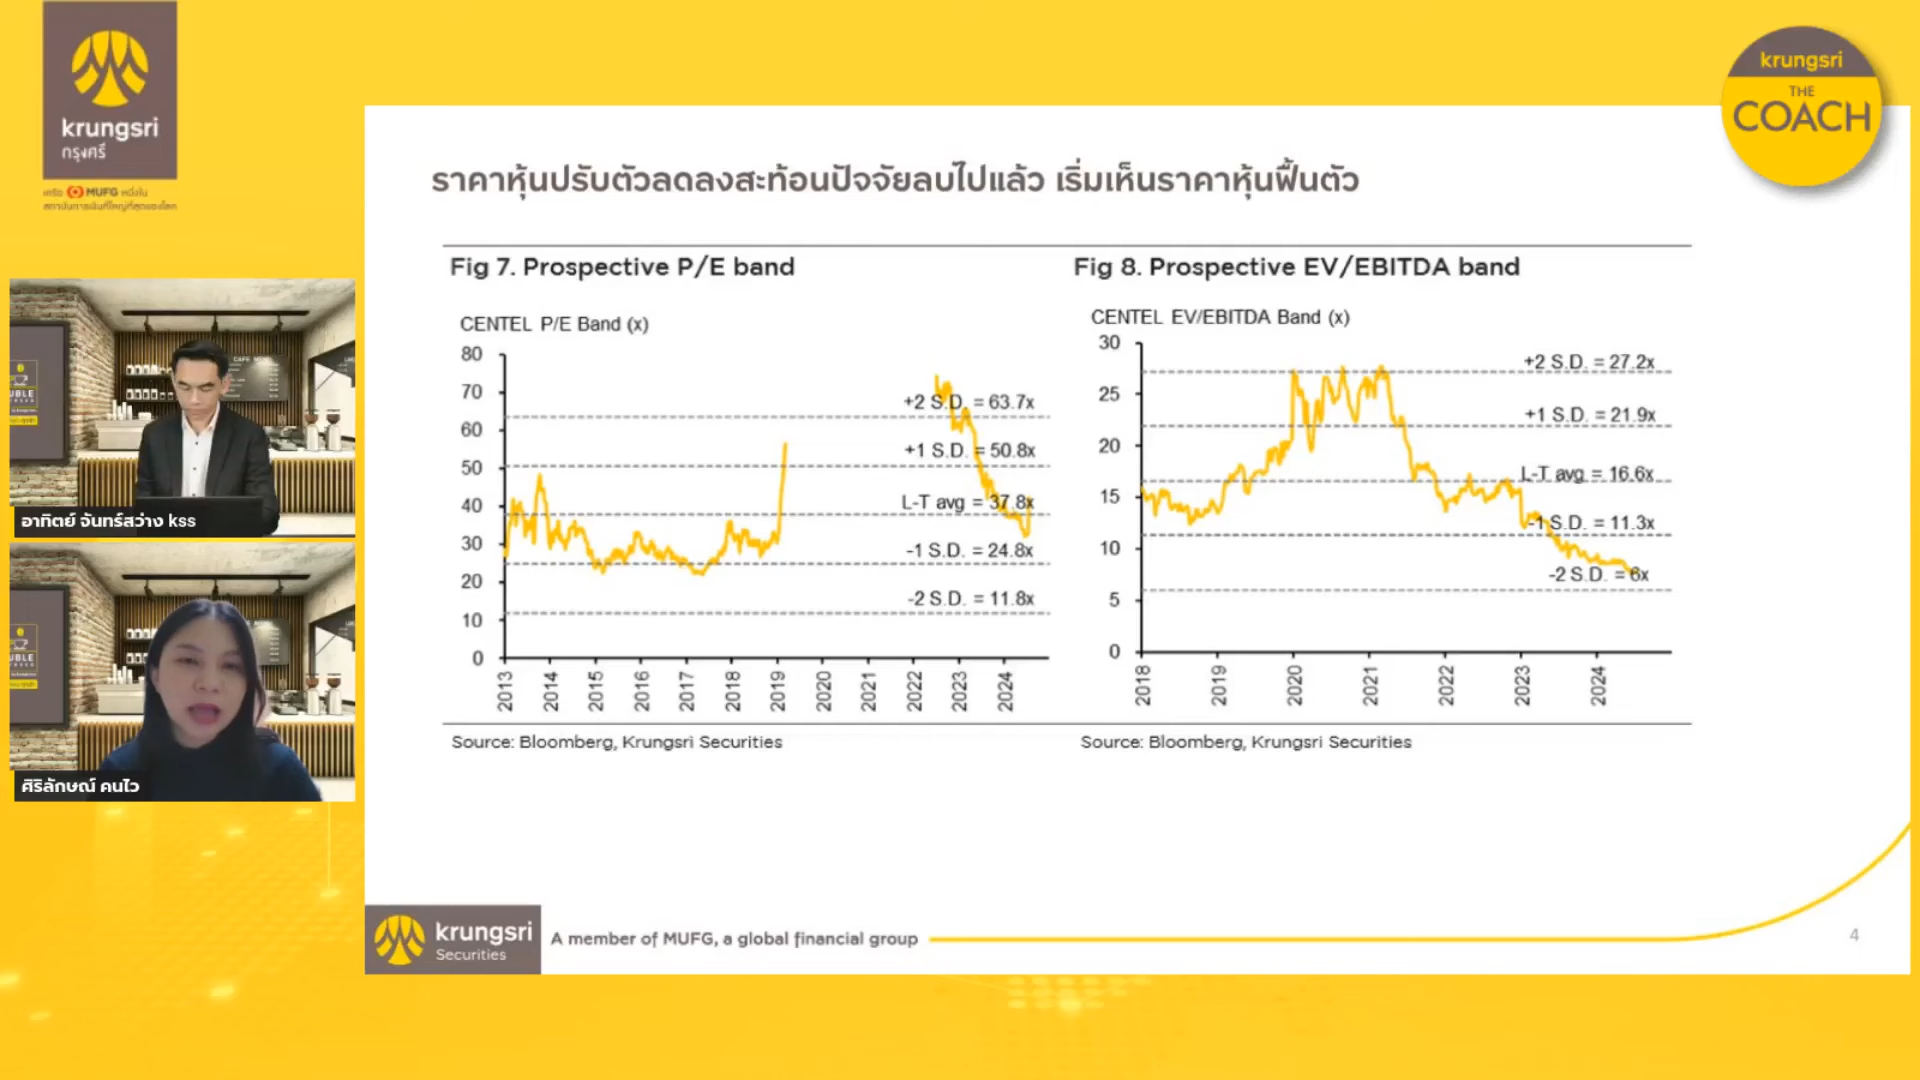 krungsri
กรุงศรี
เครือ MUFG หนึ่งใน
สถาบันการเงินที่ใหญ่ที่สุดของโลก
krungsri
THE
COACH
ราคาหุ้นปรับตัวลดลงสะท้อนปัจจัยลบไปแล้ว เริ่มเห็นราคาหุ้นฟื้นตัว
Fig 7. Prospective P/E band
CENTEL P/E Band (x)
80
70
60
50
40
30
20
10
0
+2 S.D. = 63.7x
+1 S.D. = 50.8x
L-T avg = 37.8x
-1 S.D. = 24.8x
-2 S.D. = 11.8x
2013
2014
2015
2016
2017
2018
2019
2020
2021
2022
2023
2024
Source: Bloomberg, Krungsri Securities
Fig 8. Prospective EV/EBITDA band
CENTEL EV/EBITDA Band (x)
30
25
20
15
10
5
0
+2 S.D. = 27.2x
+1 S.D. = 21.9x
L-T avg = 16.6x
-1 S.D. = 11.3x
-2 S.D. = 6x
2018
2019
2020
2021
2022
2023
2024
Source: Bloomberg, Krungsri Securities
อาทิตย์ จันทร์สว่าง kss
ศิริลักษณ์ คนไว
krungsri
Securities
A member of MUFG, a global financial group
4